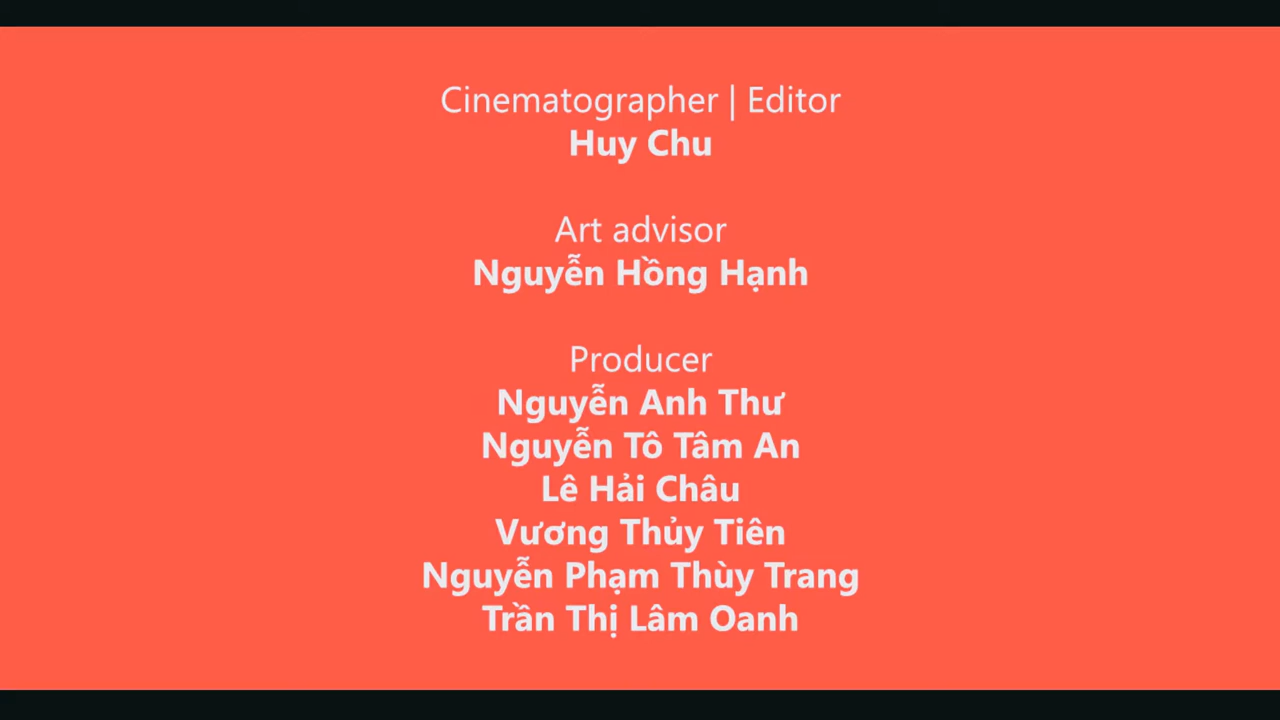 Cinematographer | Editor
Huy Chu
Art advisor
Nguyễn Hồng Hạnh
Producer
Nguyễn Anh Thư
Nguyễn Tô Tâm An
Lê Hải Châu
Vương Thủy Tiên
Nguyễn Phạm Thùy Trang
Trần Thị Lâm Oanh